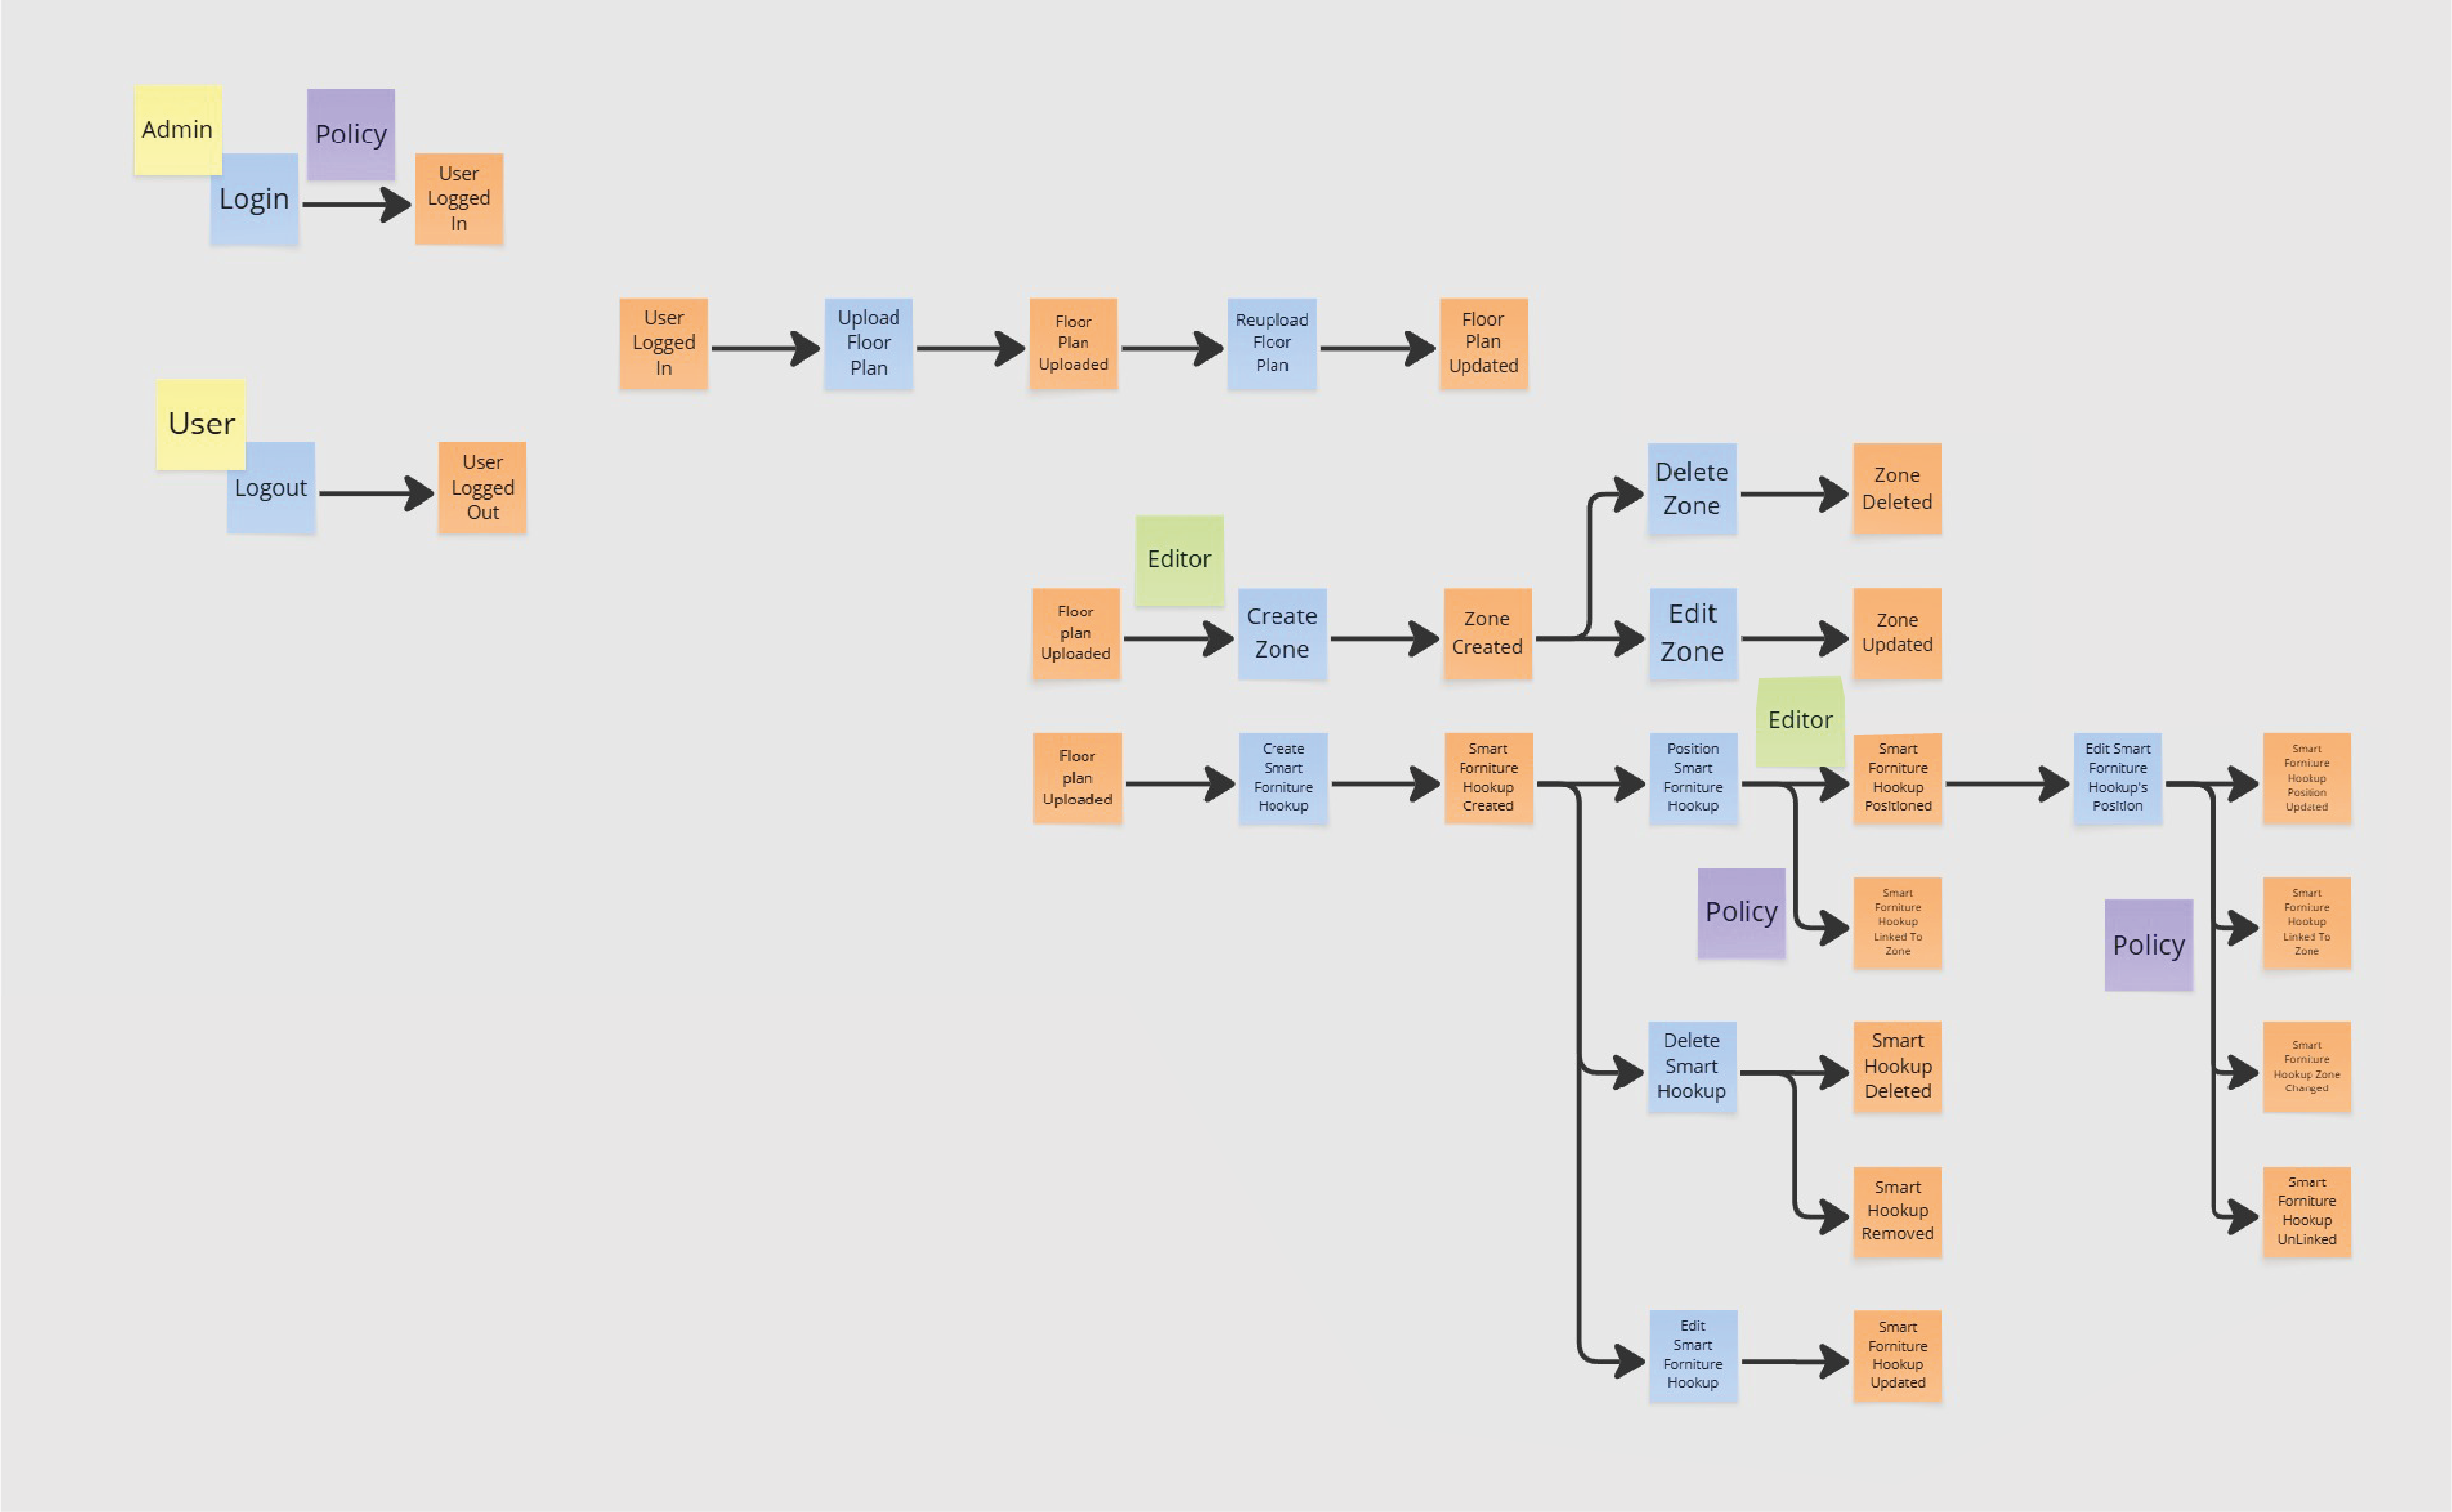 Admin
Policy
Login
User
Logged
In
User
Logged
In
Upload
Floor
Plan
Floor
Plan
Uploaded
Reupload
Floor
Plan
Floor
Plan
Updated
User
Logout
User
Logged
Out
Delete
Zone
Zone
Deleted
Editor
Floor
plan
Uploaded
Create
Zone
Zone
Created
Edit
Zone
Zone
Updated
Editor
Floor
plan
Uploaded
Create
Smart
Forniture
Hookup
Smart
Forniture
Hookup
Created
Position
Smart
Forniture
Hookup
Smart
Forniture
Hookup
Positioned
Edit Smart
Forniture
Hookup's
Position
Smart
Forniture
Hookup
Position
Updated
Policy
Smart
Forniture
Hookup
Linked To
Zone
Policy
Smart
Forniture
Hookup
Linked To
Zone
Delete
Smart
Hookup
Smart
Hookup
Deleted
Smart
Forniture
Hookup Zone
Changed
Smart
Hookup
Removed
Smart
Forniture
Hookup
UnLinked
Edit
Smart
Forniture
Hookup
Smart
Forniture
Hookup
Updated